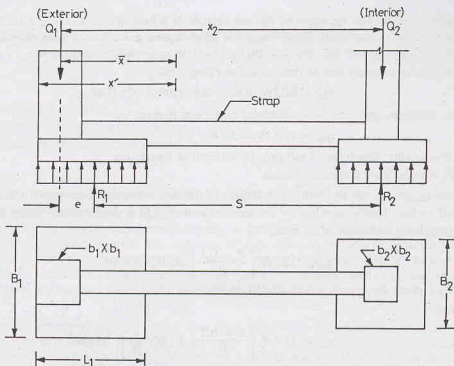 (Exterior) (Interior)
Q₁ x₂ Q₂
x
x′
Strap
R₁ R₂
e S
b₁ X b₁ b₂ X b₂
B₁ B₂
L₁